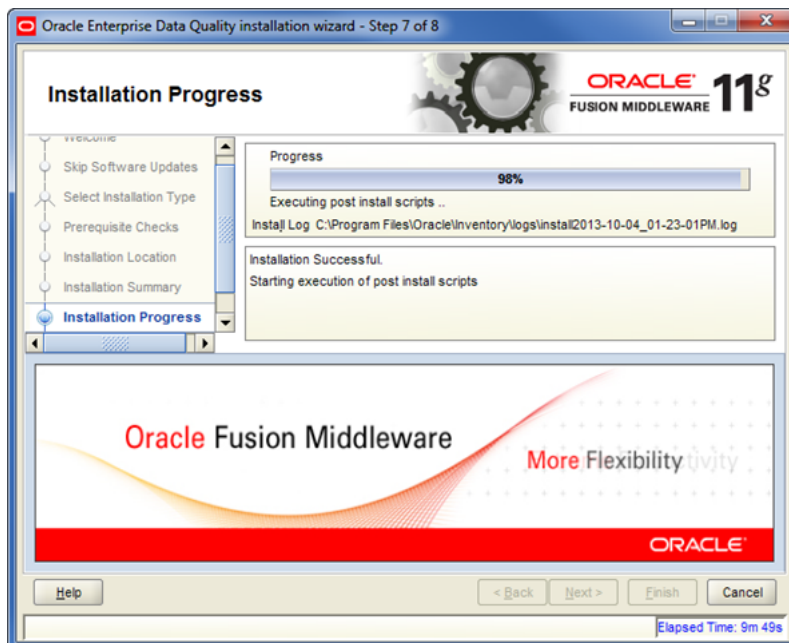 Oracle Enterprise Data Quality installation wizard - Step 7 of 8
Installation Progress
ORACLE
FUSION MIDDLEWARE 11g
Welcome
Skip Software Updates
Select Installation Type
Prerequisite Checks
Installation Location
Installation Summary
Installation Progress
Progress
98%
Executing post install scripts ..
Install Log C:\Program Files\Oracle\Inventory\logs\install2013-10-04_01-23-01PM.log
Installation Successful.
Starting execution of post install scripts
Oracle Fusion Middleware
More Flexibility
ORACLE
Help
< Back
Next >
Finish
Cancel
Elapsed Time: 9m 49s